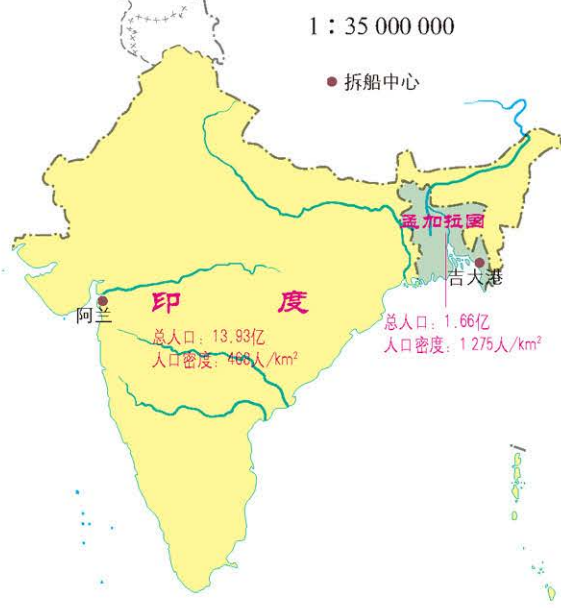 1∶35 000 000
拆船中心
孟加拉国
吉大港
印度
阿兰
总人口：13.93亿
人口密度：468人/km²
总人口：1.66亿
人口密度：1 275人/km²